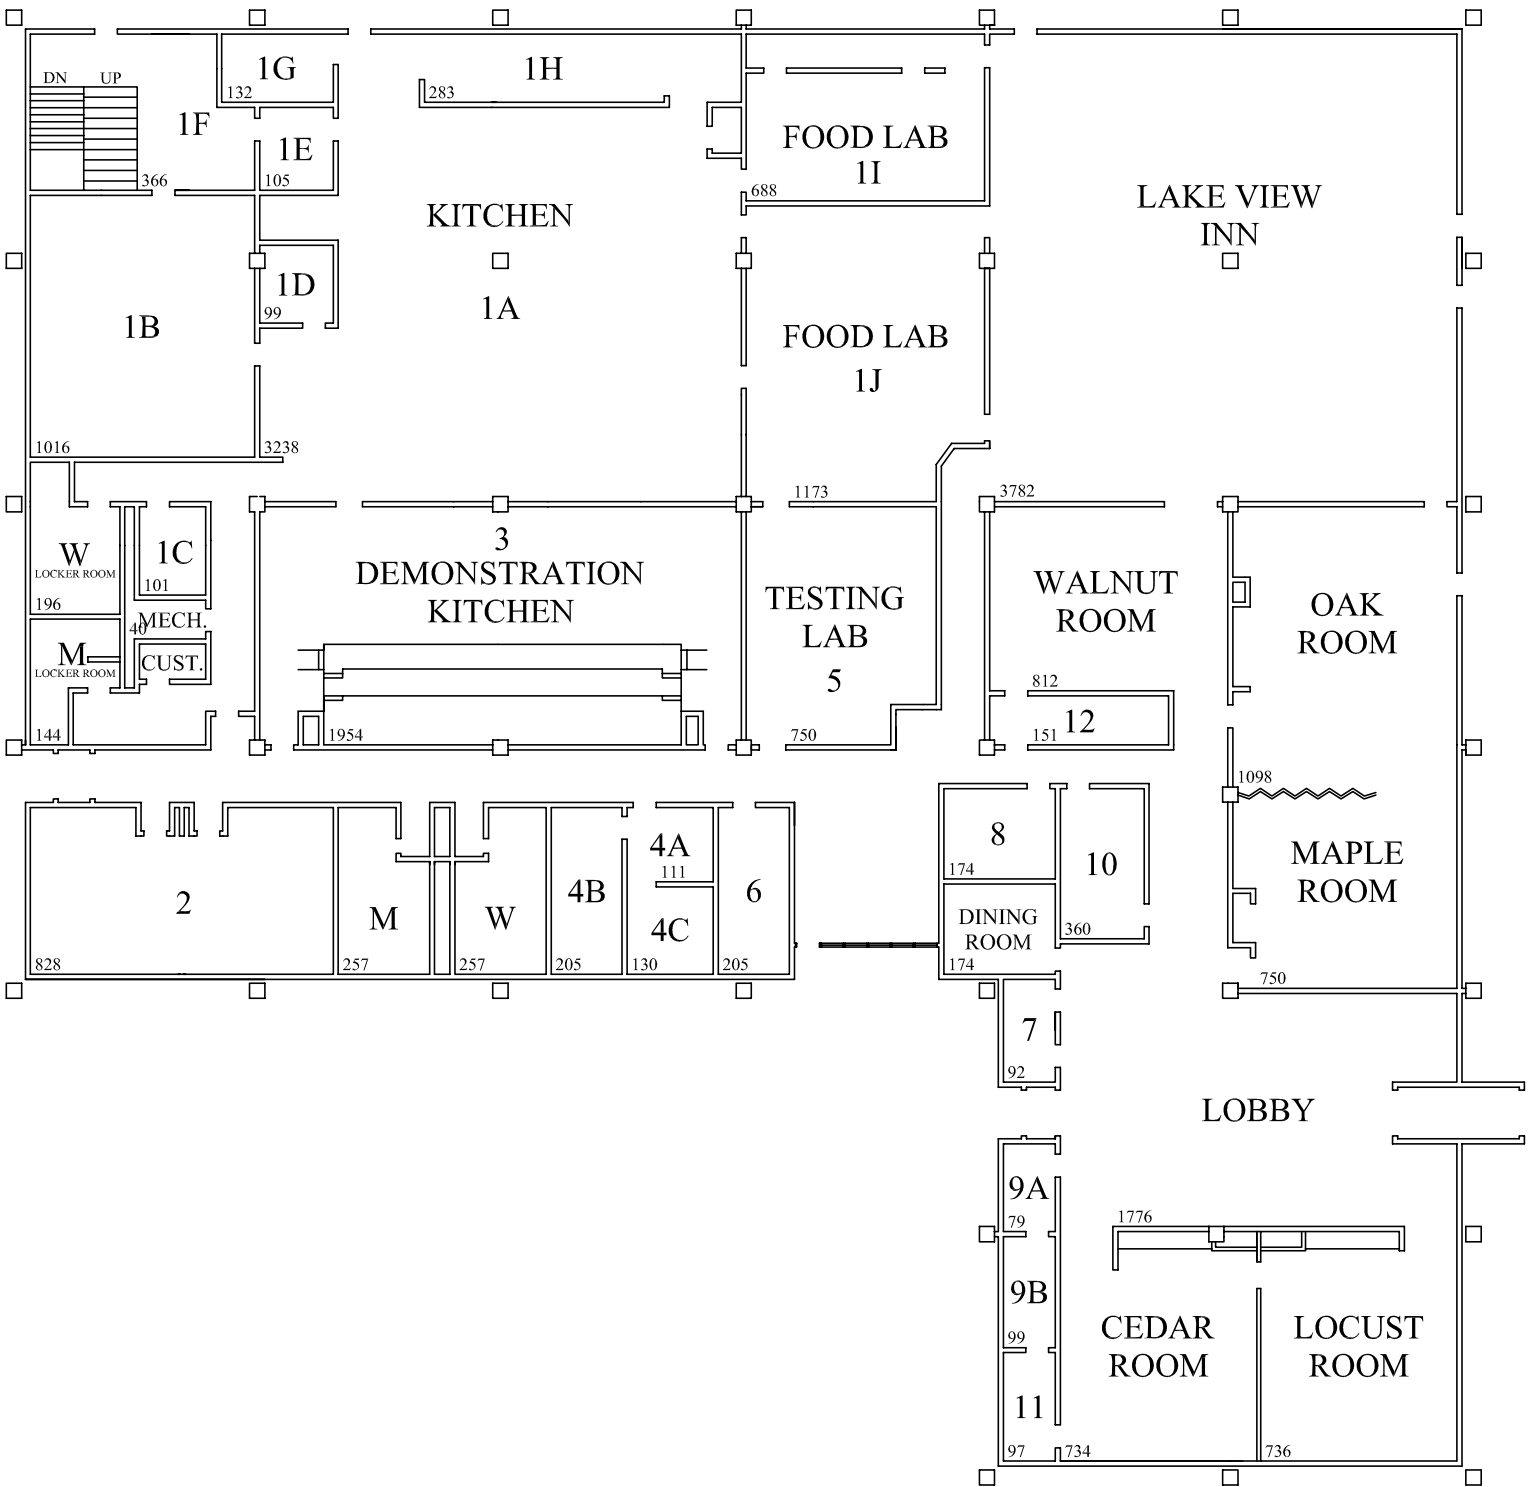 DN
UP
1G
132
1H
283
1F
366
1E
105
FOOD LAB
1I
688
LAKE VIEW
INN
KITCHEN
1A
1D
99
1B
FOOD LAB
1J
1016
3238
1173
3782
W
LOCKER ROOM
196
1C
101
MECH.
40
M
LOCKER ROOM
144
CUST.
3
DEMONSTRATION
KITCHEN
1954
TESTING
LAB
5
750
WALNUT
ROOM
812
12
151
OAK
ROOM
1098
2
828
M
257
W
257
4B
205
4A
111
4C
130
6
205
8
174
DINING
ROOM
174
10
360
MAPLE
ROOM
750
7
92
LOBBY
9A
79
1776
9B
99
CEDAR
ROOM
LOCUST
ROOM
11
97
734
736